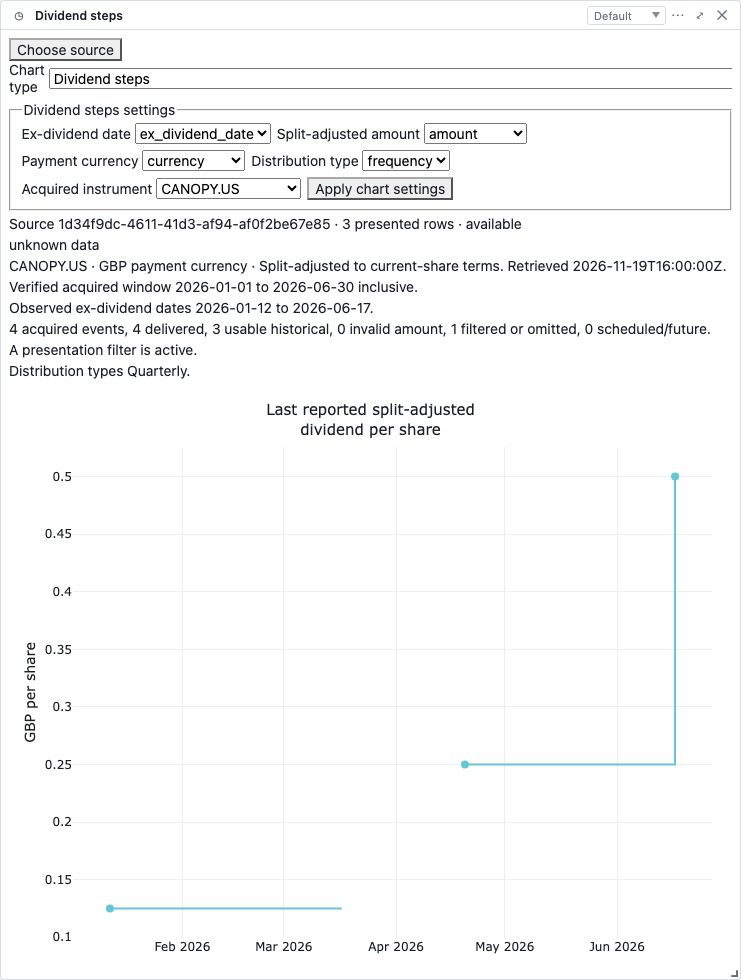 Dividend steps
Default
Choose source
Chart type
Dividend steps
Dividend steps settings
Ex-dividend date ex_dividend_date Split-adjusted amount amount
Payment currency currency Distribution type frequency
Acquired instrument CANOPY.US Apply chart settings
Source 1d34f9dc-4611-41d3-af94-af0f2be67e85 · 3 presented rows · available
unknown data
CANOPY.US · GBP payment currency · Split-adjusted to current-share terms. Retrieved 2026-11-19T16:00:00Z.
Verified acquired window 2026-01-01 to 2026-06-30 inclusive.
Observed ex-dividend dates 2026-01-12 to 2026-06-17.
4 acquired events, 4 delivered, 3 usable historical, 0 invalid amount, 1 filtered or omitted, 0 scheduled/future.
A presentation filter is active.
Distribution types Quarterly.
Last reported split-adjusted
dividend per share
GBP per share
0.5
0.45
0.4
0.35
0.3
0.25
0.2
0.15
0.1
Feb 2026 Mar 2026 Apr 2026 May 2026 Jun 2026